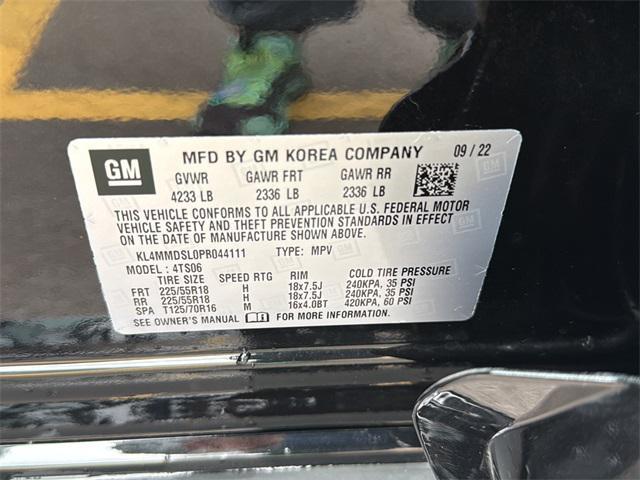 GM MFD BY GM KOREA COMPANY 09 / 22
GVWR GAWR FRT GAWR RR
4233 LB 2336 LB 2336 LB
THIS VEHICLE CONFORMS TO ALL APPLICABLE U.S. FEDERAL MOTOR
VEHICLE SAFETY AND THEFT PREVENTION STANDARDS IN EFFECT
ON THE DATE OF MANUFACTURE SHOWN ABOVE.
KL4MMDSL0PR044111 TYPE: MPV
MODEL : 4TS06
TIRE SIZE SPEED RTG RIM COLD TIRE PRESSURE
FRT 225/55R18 H 18x7.5J 240KPA, 35 PSI
RR 225/55R18 H 18x7.5J 240KPA, 35 PSI
SPA T125/70R16 M 16x4.0BT 420KPA, 60 PSI
SEE OWNER'S MANUAL FOR MORE INFORMATION.